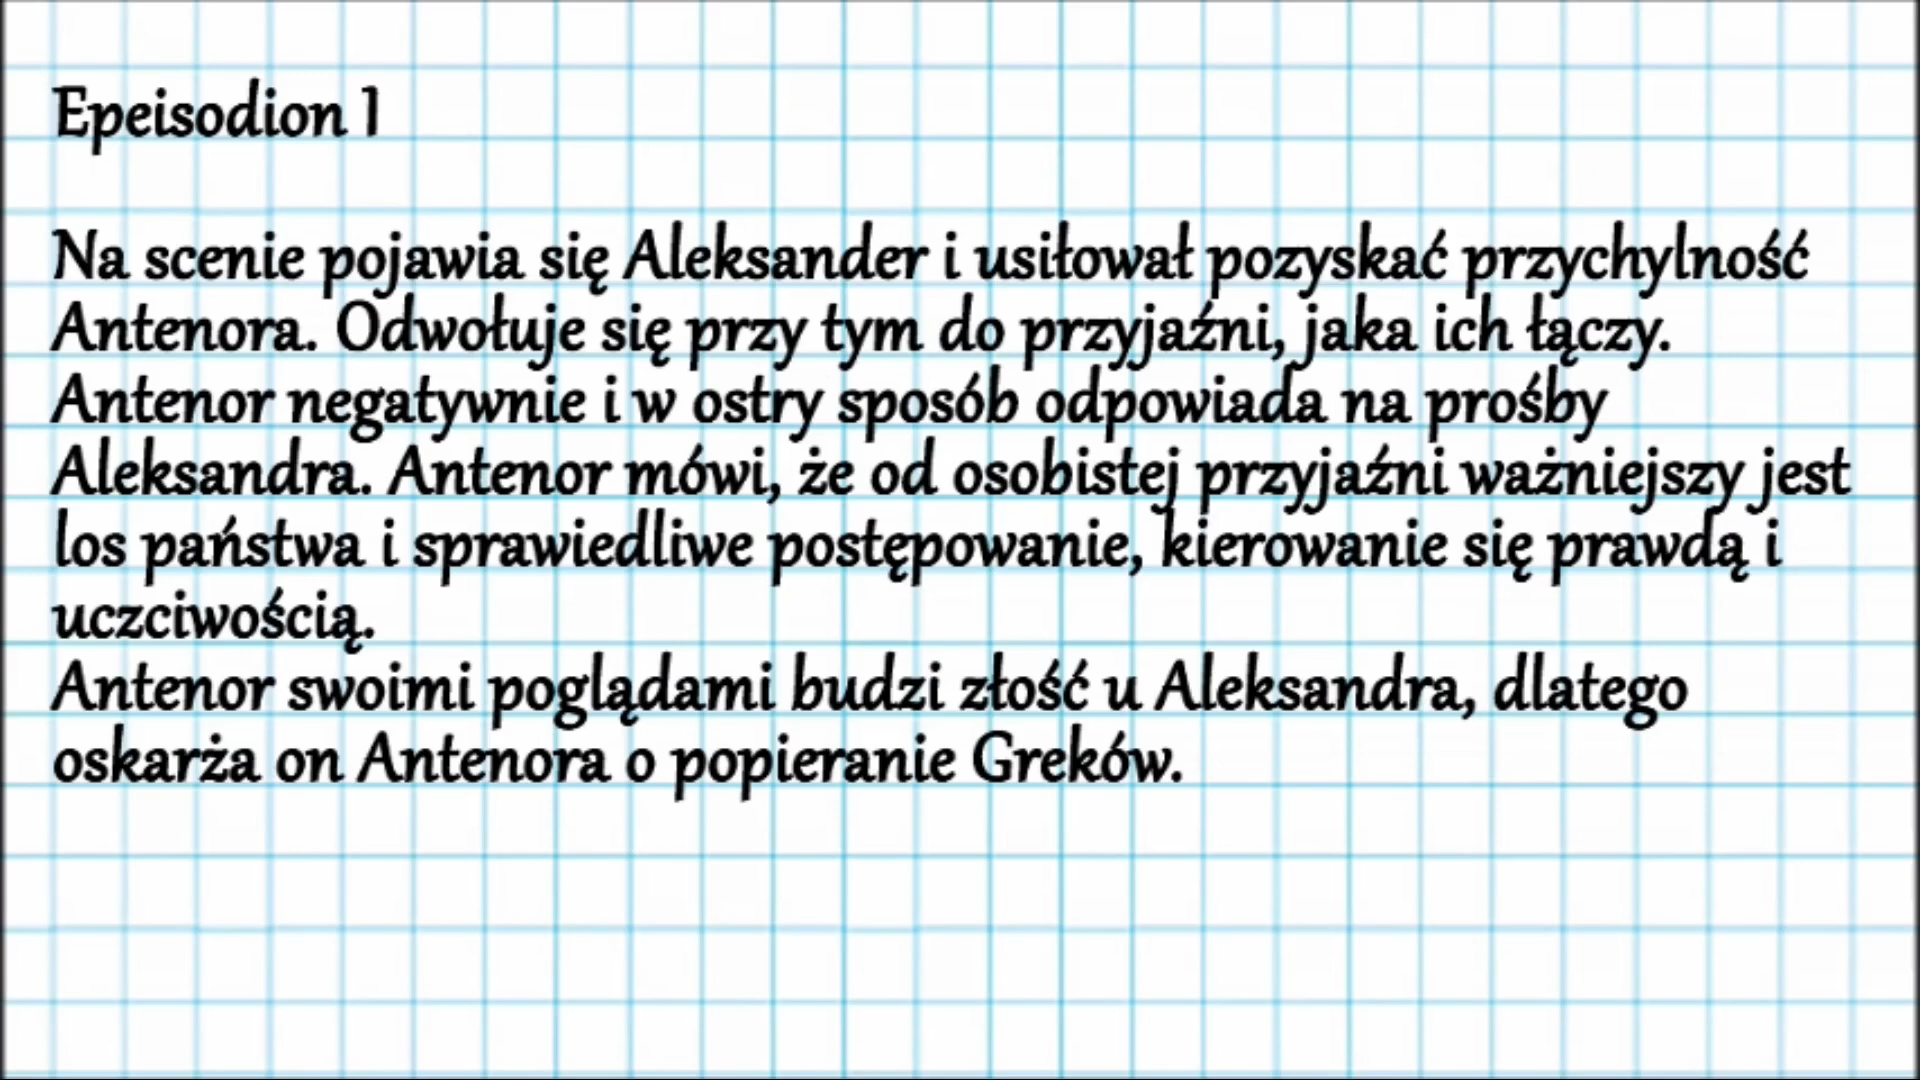 Epeisodion 1
Na scenie pojawia się Aleksander i usiłował pozyskać przychylność
Antenora. Odwołuje się przy tym do przyjaźni, jaka ich łączy.
Antenor negatywnie i w ostry sposób odpowiada na prośby
Aleksandra. Antenor mówi, że od osobistej przyjaźni ważniejszy jest
los państwa i sprawiedliwe postępowanie, kierowanie się prawdą i
uczciwością.
Antenor swoimi poglądami budzi złość u Aleksandra, dlatego
oskarża on Antenora o popieranie Greków.